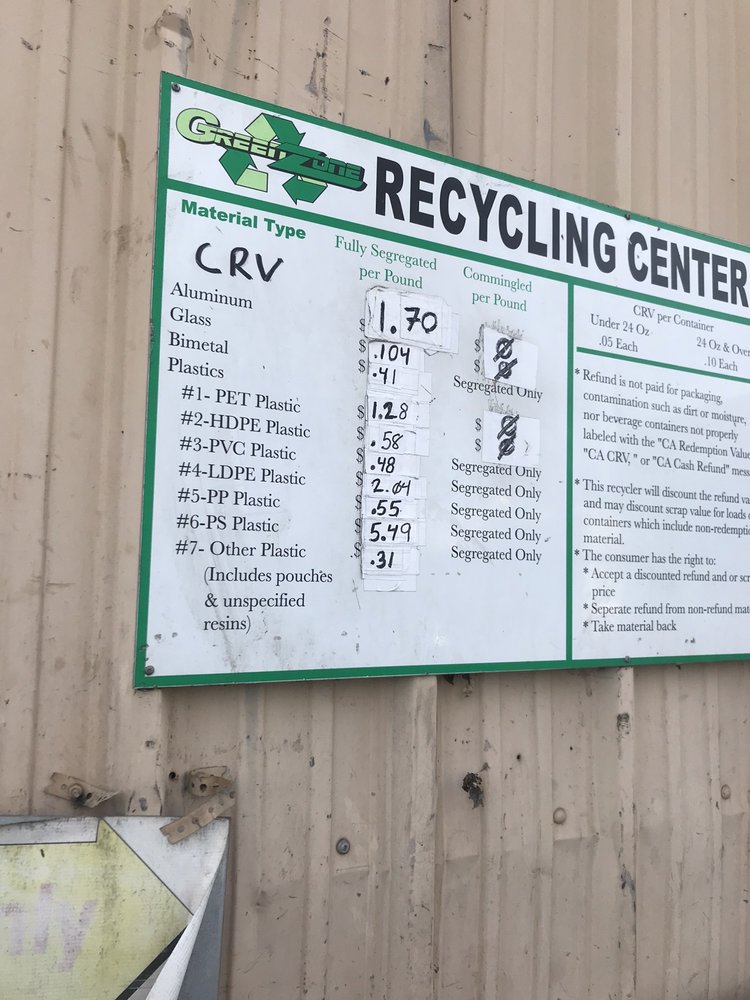 GREENZONE
RECYCLING CENTER
Material Type
Fully Segregated
per Pound
Commingled
per Pound
CRV
Aluminum $ 1.70 $ Ø
Glass $ .104 $ Ø
Bimetal $ .41 Segregated Only
Plastics
#1- PET Plastic $ 1.28 $ Ø
#2-HDPE Plastic $ .58 $ Ø
#3-PVC Plastic $ .48 Segregated Only
#4-LDPE Plastic $ 2.04 Segregated Only
#5-PP Plastic $ .55 Segregated Only
#6-PS Plastic $ 5.49 Segregated Only
#7- Other Plastic $ .31 Segregated Only
(Includes pouches
& unspecified
resins)
CRV per Container
Under 24 Oz 24 Oz & Over
.05 Each .10 Each
* Refund is not paid for packaging,
contamination such as dirt or moisture,
nor beverage containers not properly
labeled with the "CA Redemption Value
"CA CRV, " or "CA Cash Refund" mess
* This recycler will discount the refund va
and may discount scrap value for loads o
containers which include non-redemptio
material.
* The consumer has the right to:
* Accept a discounted refund and or scr
price
* Seperate refund from non-refund mat
* Take material back
nly